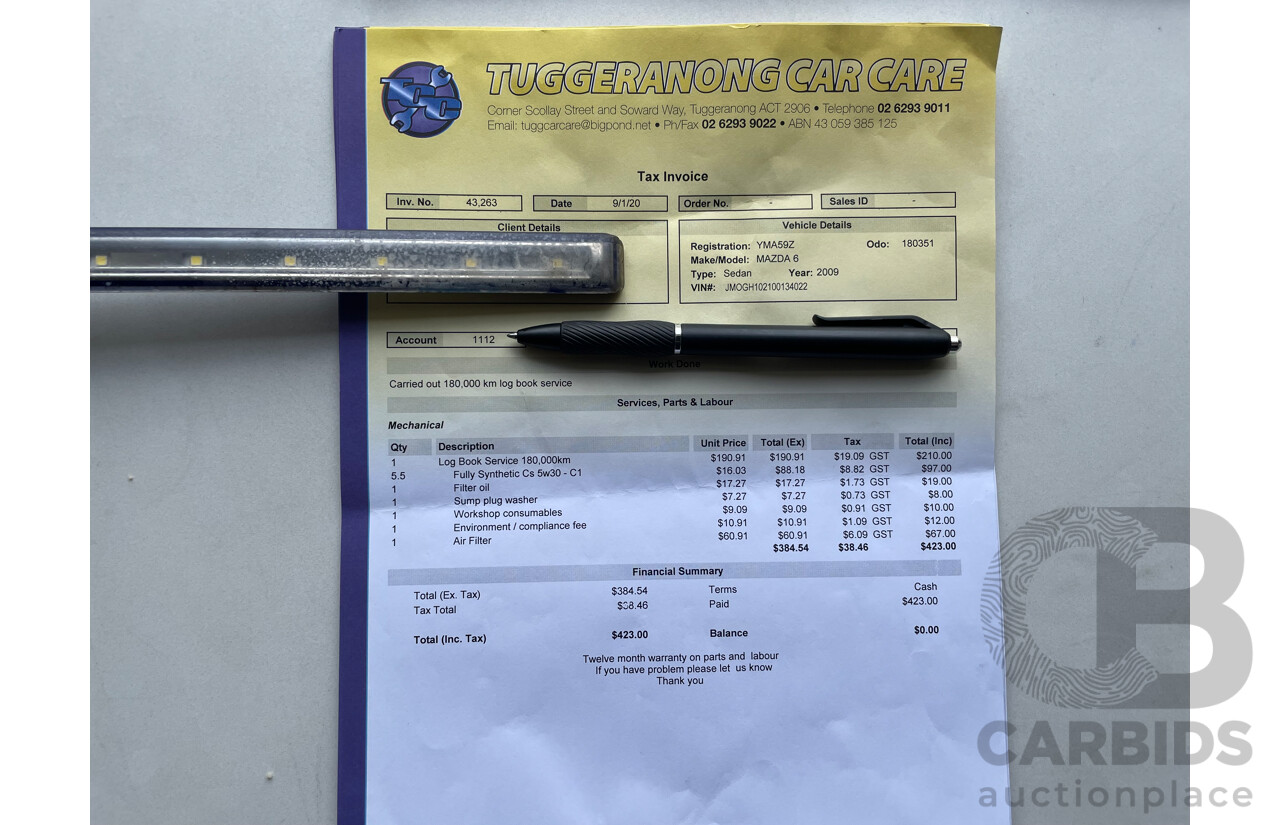 TCC
TUGGERANONG CAR CARE
Corner Scollay Street and Soward Way, Tuggeranong ACT 2906 • Telephone 02 6293 9011
Email: tuggcarcare@bigpond.net • Ph/Fax 02 6293 9022 • ABN 43 059 385 125
Tax Invoice
Inv. No. 43,263 Date 9/1/20 Order No. - Sales ID -
Client Details Vehicle Details
Registration: YMA59Z Odo: 180351
Make/Model: MAZDA 6
Type: Sedan Year: 2009
VIN#: JMOGH102100134022
Account 1112
Work Done
Carried out 180,000 km log book service
Services, Parts & Labour
Mechanical
Qty Description Unit Price Total (Ex) Tax Total (Inc)
1 Log Book Service 180,000km $190.91 $190.91 $19.09 GST $210.00
5.5 Fully Synthetic Cs 5w30 - C1 $16.03 $88.18 $8.82 GST $97.00
1 Filter oil $17.27 $17.27 $1.73 GST $19.00
1 Sump plug washer $7.27 $7.27 $0.73 GST $8.00
1 Workshop consumables $9.09 $9.09 $0.91 GST $10.00
1 Environment / compliance fee $10.91 $10.91 $1.09 GST $12.00
1 Air Filter $60.91 $60.91 $6.09 GST $67.00
$384.54 $38.46 $423.00
Financial Summary
Total (Ex. Tax) $384.54 Terms Cash
Tax Total $38.46 Paid $423.00
Total (Inc. Tax) $423.00 Balance $0.00
Twelve month warranty on parts and labour
If you have problem please let us know
Thank you
CB
CARBIDS
auctionplace